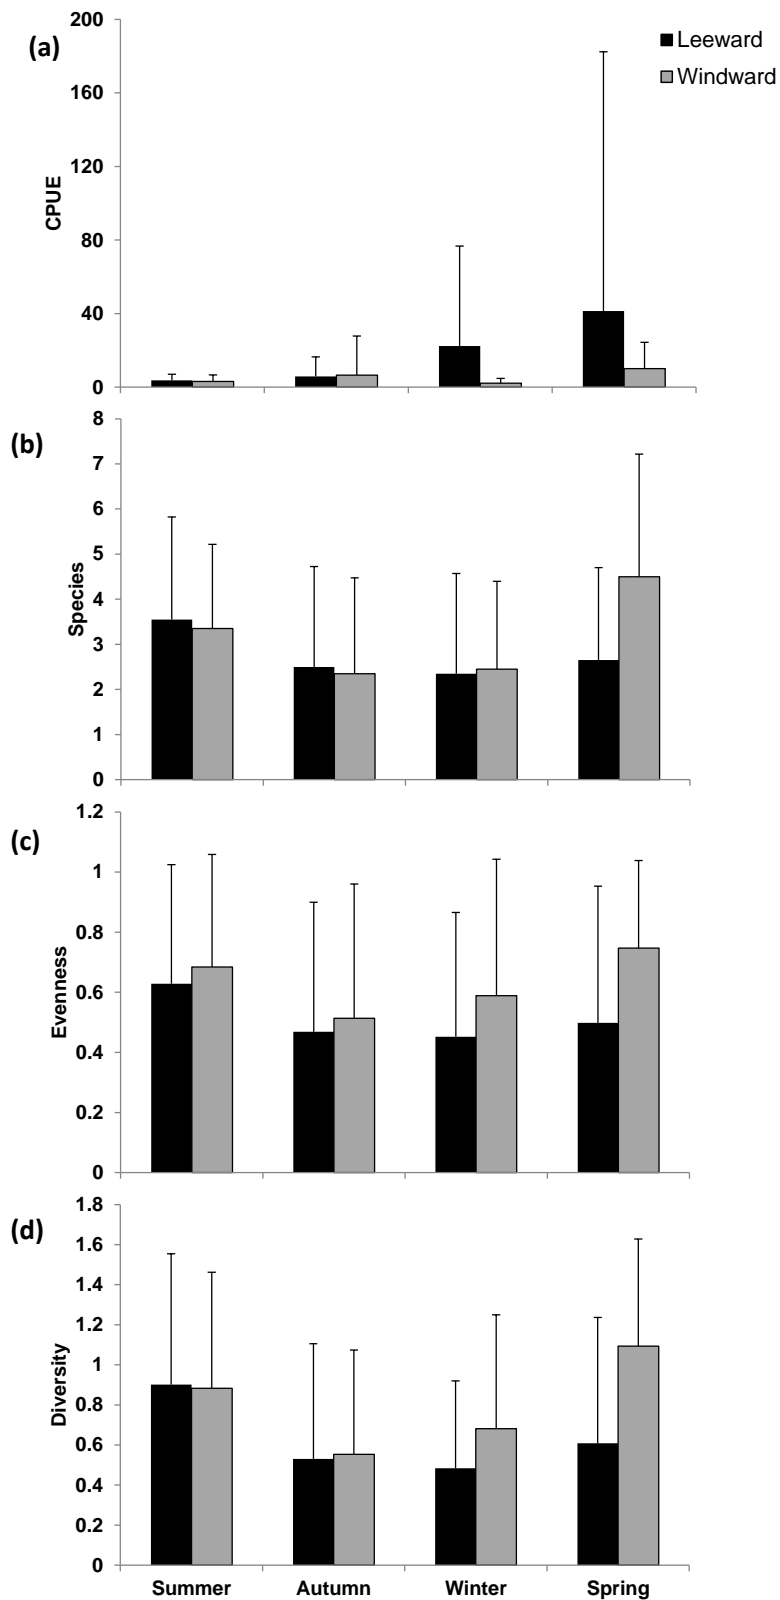 (a)
200
160
120
80
40
0
CPUE
Leeward
Windward
(b)
8
7
6
5
4
3
2
1
0
Species
(c)
1.2
1
0.8
0.6
0.4
0.2
0
Evenness
(d)
1.8
1.6
1.4
1.2
1
0.8
0.6
0.4
0.2
0
Diversity
Summer Autumn Winter Spring